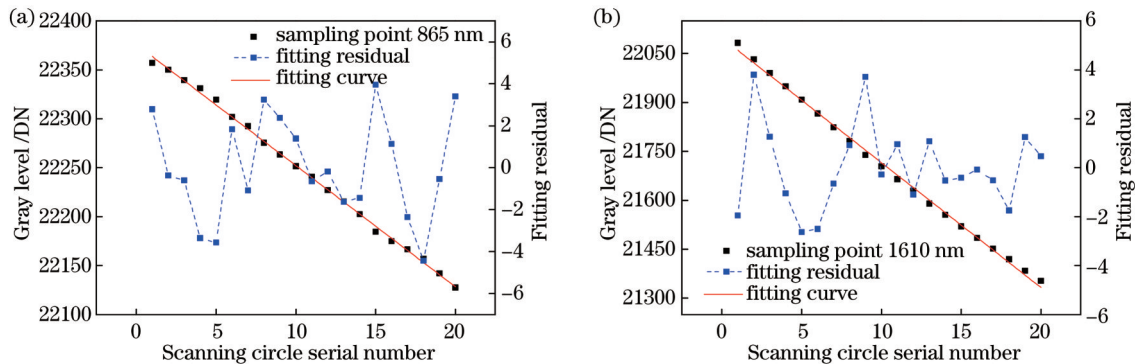 (a)
22400
22350
22300
22250
22200
22150
22100
Gray level /DN
sampling point 865 nm
fitting residual
fitting curve
6
4
2
0
-2
-4
-6
Fitting residual
0 5 10 15 20
Scanning circle serial number
(b)
22050
21900
21750
21600
21450
21300
Gray level /DN
sampling point 1610 nm
fitting residual
fitting curve
6
4
2
0
-2
-4
-6
Fitting residual
0 5 10 15 20
Scanning circle serial number